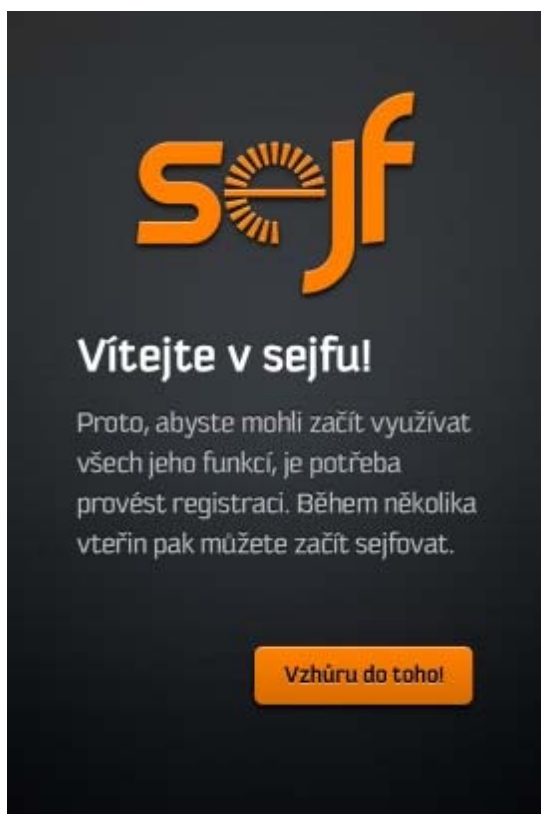 sejf
Vítejte v sejfu!
Proto, abyste mohli začít využívat
všech jeho funkcí, je potřeba
provést registraci. Během několika
vteřin pak můžete začít sejfovat.
Vzhůru do toho!